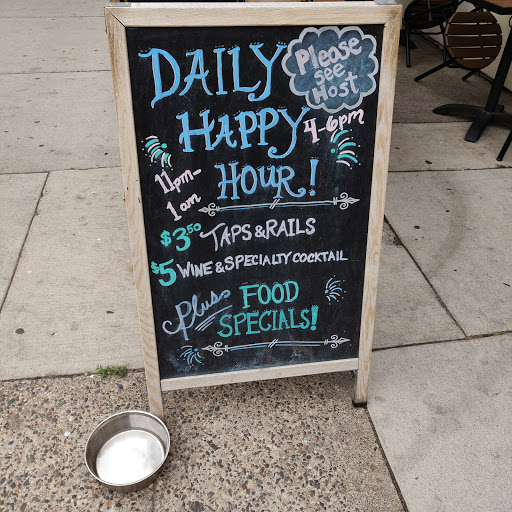 DAILY
Please
see
Host
HAPPY
4-6pm
11pm-
1am
HOUR!
$3.50 TAPS & RAILS
$5 WINE & SPECIALTY COCKTAIL
Plus FOOD
SPECIALS!